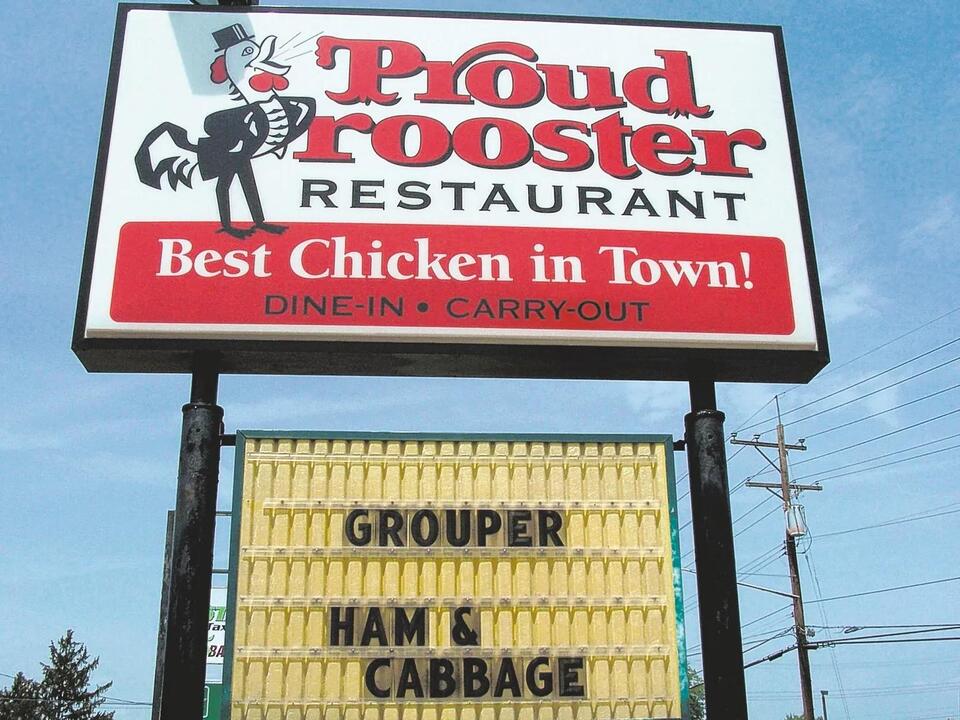 Proud
rooster
RESTAURANT
Best Chicken in Town!
DINE-IN • CARRY-OUT
GROUPER
HAM &
CABBAGE